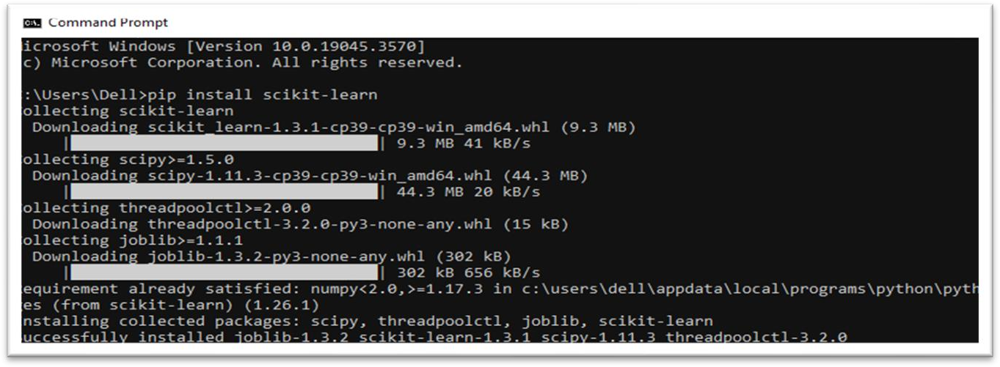 Command Prompt
icrosoft Windows [Version 10.0.19045.3570]
c) Microsoft Corporation. All rights reserved.
:\Users\Dell>pip install scikit-learn
ollecting scikit-learn
Downloading scikit_learn-1.3.1-cp39-cp39-win_amd64.whl (9.3 MB)
| | 9.3 MB 41 kB/s
ollecting scipy>=1.5.0
Downloading scipy-1.11.3-cp39-cp39-win_amd64.whl (44.3 MB)
| | 44.3 MB 20 kB/s
ollecting threadpoolctl>=2.0.0
Downloading threadpoolctl-3.2.0-py3-none-any.whl (15 kB)
ollecting joblib>=1.1.1
Downloading joblib-1.3.2-py3-none-any.whl (302 kB)
| | 302 kB 656 kB/s
equirement already satisfied: numpy<2.0,>=1.17.3 in c:\users\dell\appdata\local\programs\python\pyth
es (from scikit-learn) (1.26.1)
nstalling collected packages: scipy, threadpoolctl, joblib, scikit-learn
uccessfully installed joblib-1.3.2 scikit-learn-1.3.1 scipy-1.11.3 threadpoolctl-3.2.0